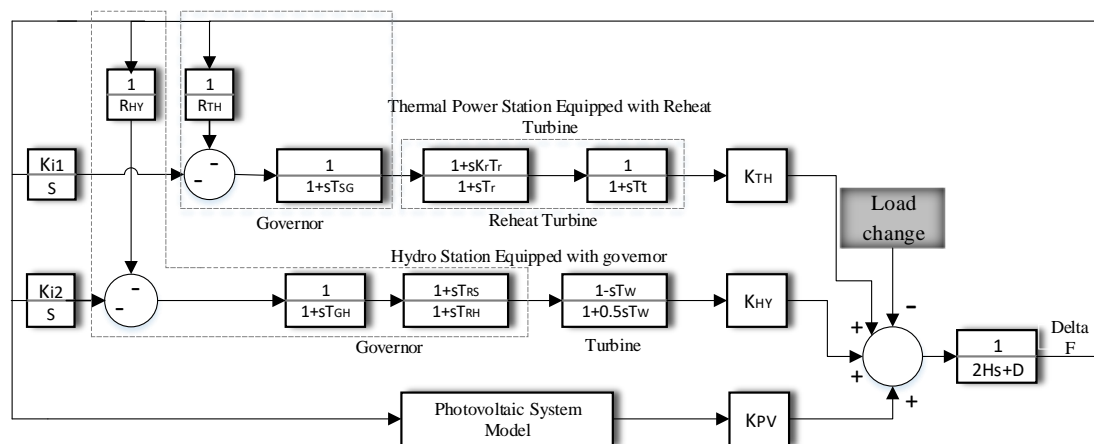 1
RHY
1
RTH
Thermal Power Station Equipped with Reheat
Turbine
Ki1
S
-
-
1
1+sTSG
1+sKrTr
1+sTr
1
1+sTt
KTH
Governor
Reheat Turbine
Load
change
Hydro Station Equipped with governor
Ki2
S
-
-
1
1+sTGH
1+sTRS
1+sTRH
1-sTW
1+0.5sTW
KHY
-
+
+
+
1
2Hs+D
Delta
F
Governor
Turbine
Photovoltaic System
Model
KPV